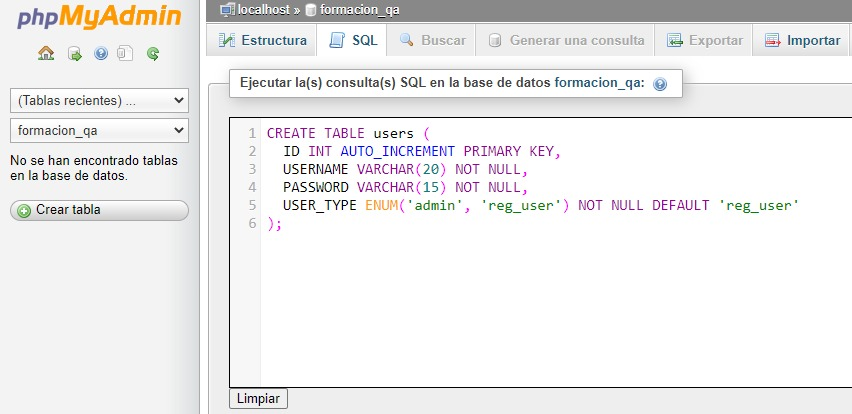 phpMyAdmin
localhost » formacion_qa
Estructura SQL Buscar Generar una consulta Exportar Importar
Ejecutar la(s) consulta(s) SQL en la base de datos formacion_qa:
(Tablas recientes) ...
formacion_qa
No se han encontrado tablas
en la base de datos.
Crear tabla
1 CREATE TABLE users (
2 ID INT AUTO_INCREMENT PRIMARY KEY,
3 USERNAME VARCHAR(20) NOT NULL,
4 PASSWORD VARCHAR(15) NOT NULL,
5 USER_TYPE ENUM('admin', 'reg_user') NOT NULL DEFAULT 'reg_user'
6 );
Limpiar